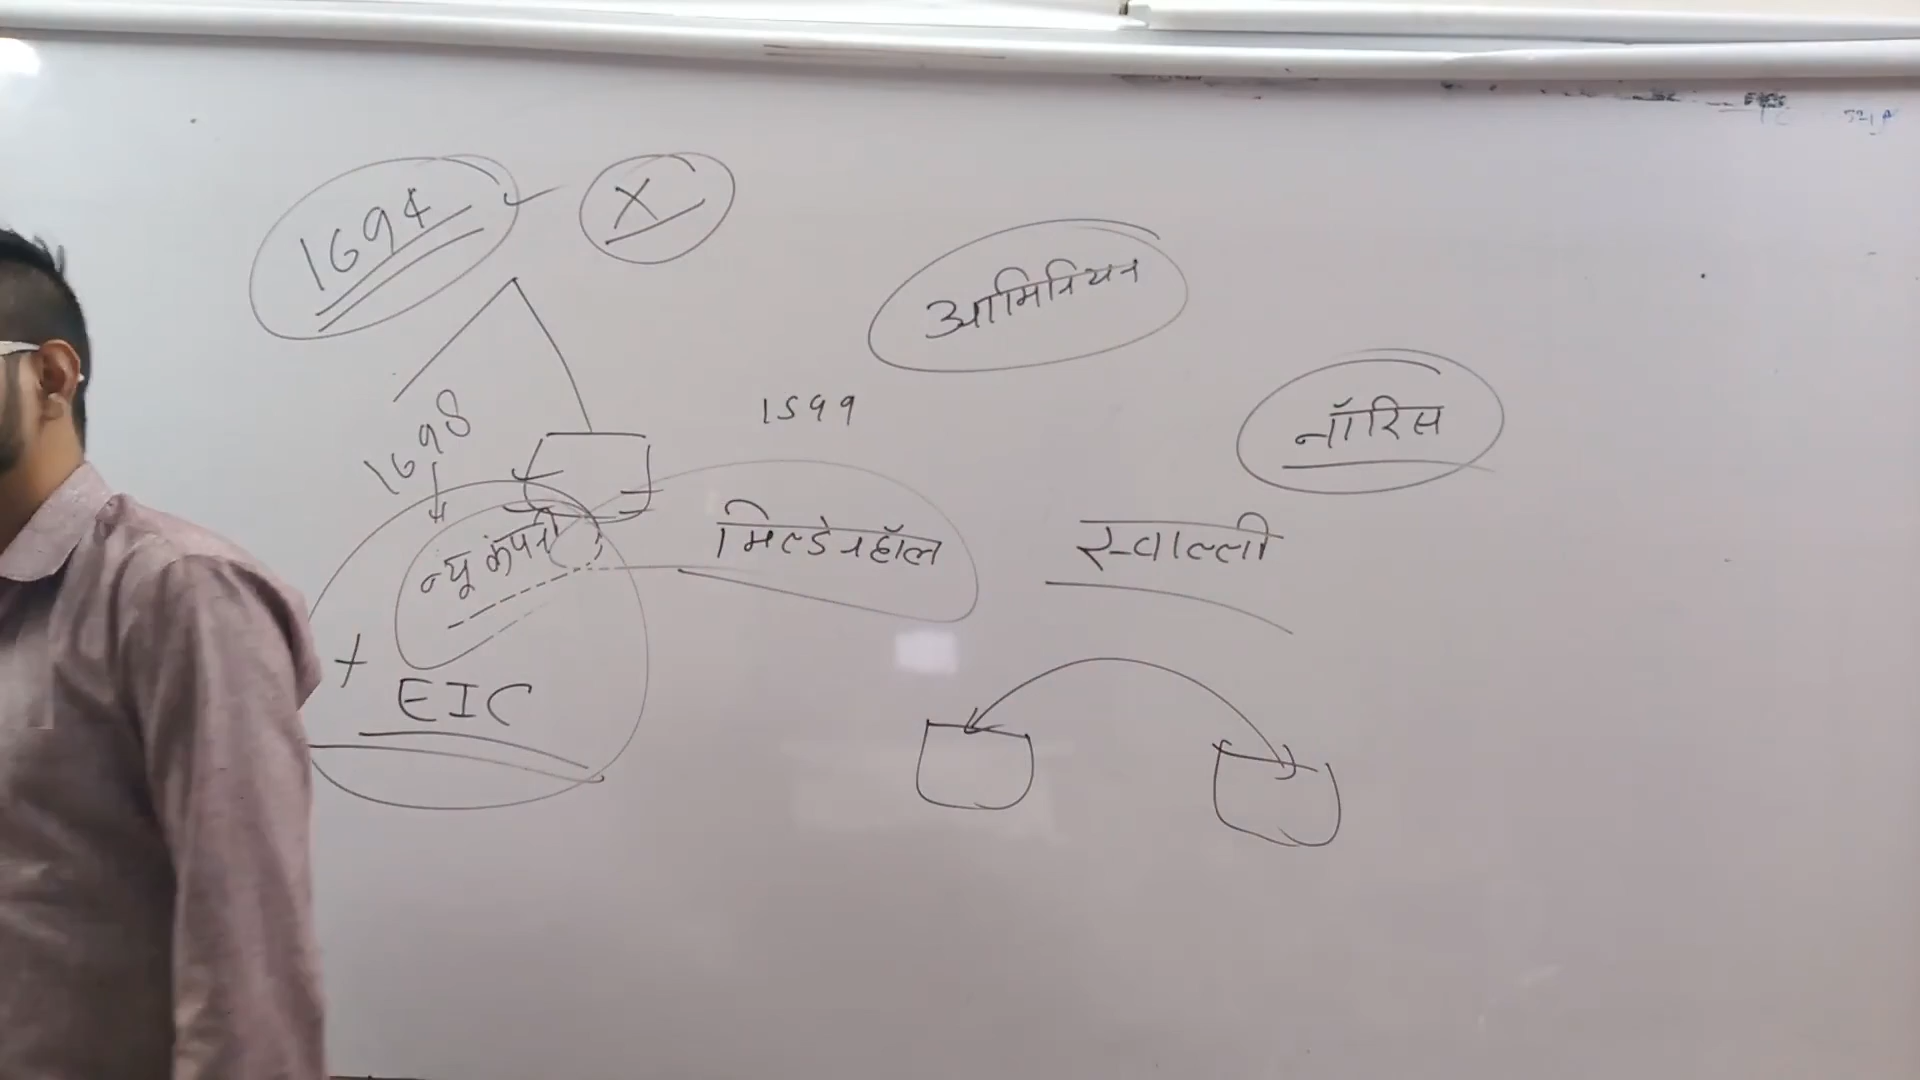 1694
X
आमिनियन
1698
1599
नॉरिस
न्यू कंपनी
मिल्डेनहॉल
स्वाल्ली
+
EIC